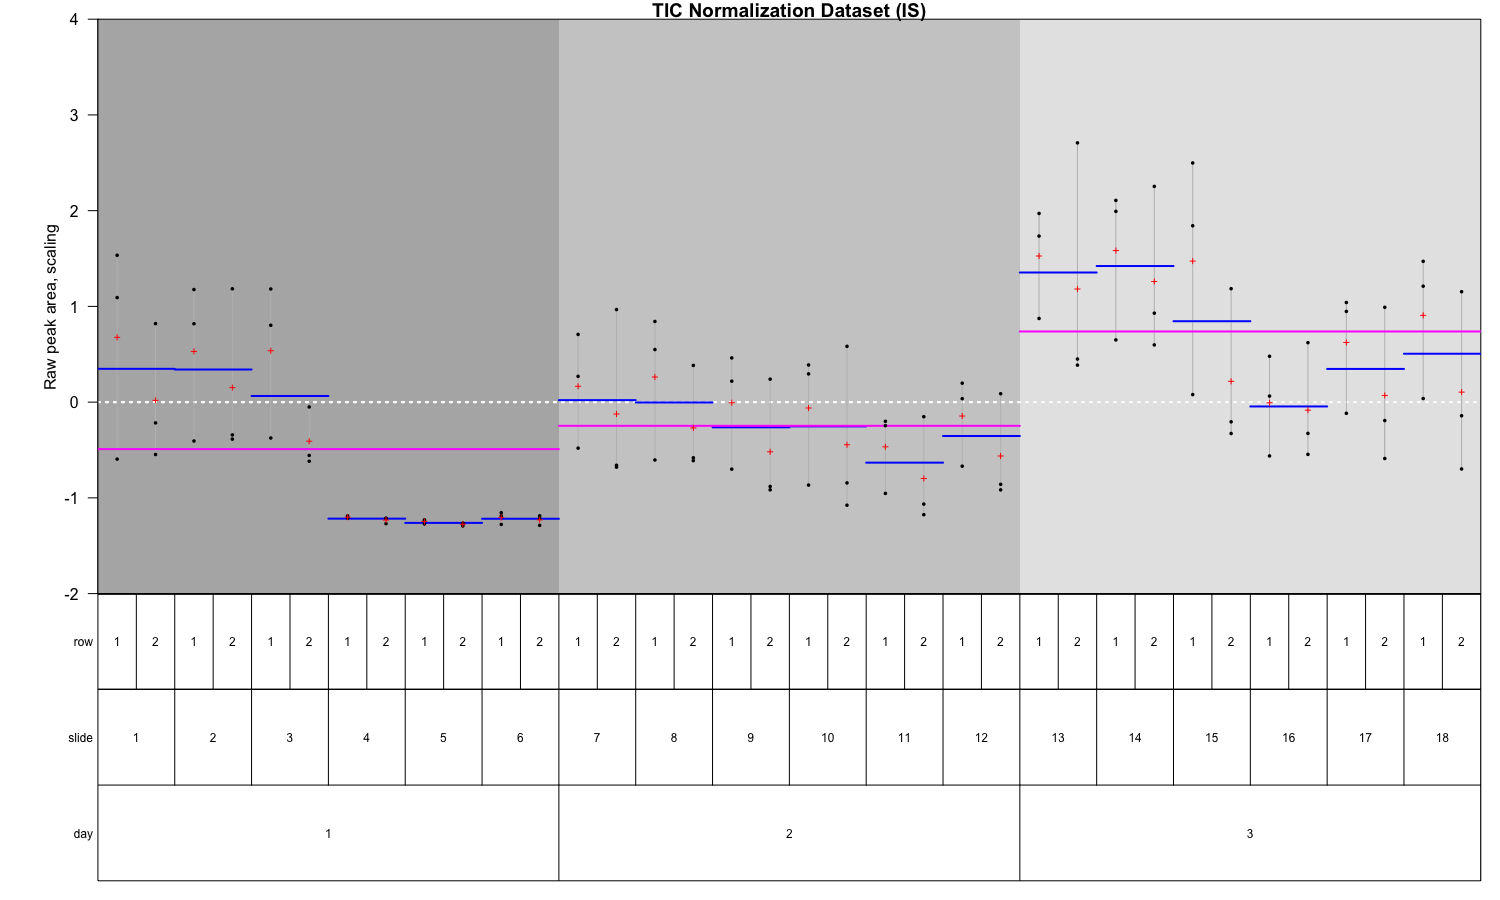 TIC Normalization Dataset (IS)
Raw peak area, scaling
4
3
2
1
0
-1
-2
row 1 2 1 2 1 2 1 2 1 2 1 2 1 2 1 2 1 2 1 2 1 2 1 2 1 2 1 2 1 2 1 2 1 2 1 2
slide 1 2 3 4 5 6 7 8 9 10 11 12 13 14 15 16 17 18
day 1 2 3